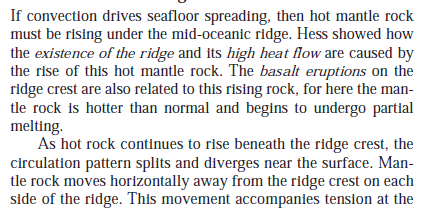 If convection drives seafloor spreading, then hot mantle rock
must be rising under the mid-oceanic ridge. Hess showed how
the existence of the ridge and its high heat flow are caused by
the rise of this hot mantle rock. The basalt eruptions on the
ridge crest are also related to this rising rock, for here the man-
tle rock is hotter than normal and begins to undergo partial
melting.
As hot rock continues to rise beneath the ridge crest, the
circulation pattern splits and diverges near the surface. Man-
tle rock moves horizontally away from the ridge crest on each
side of the ridge. This movement accompanies tension at the